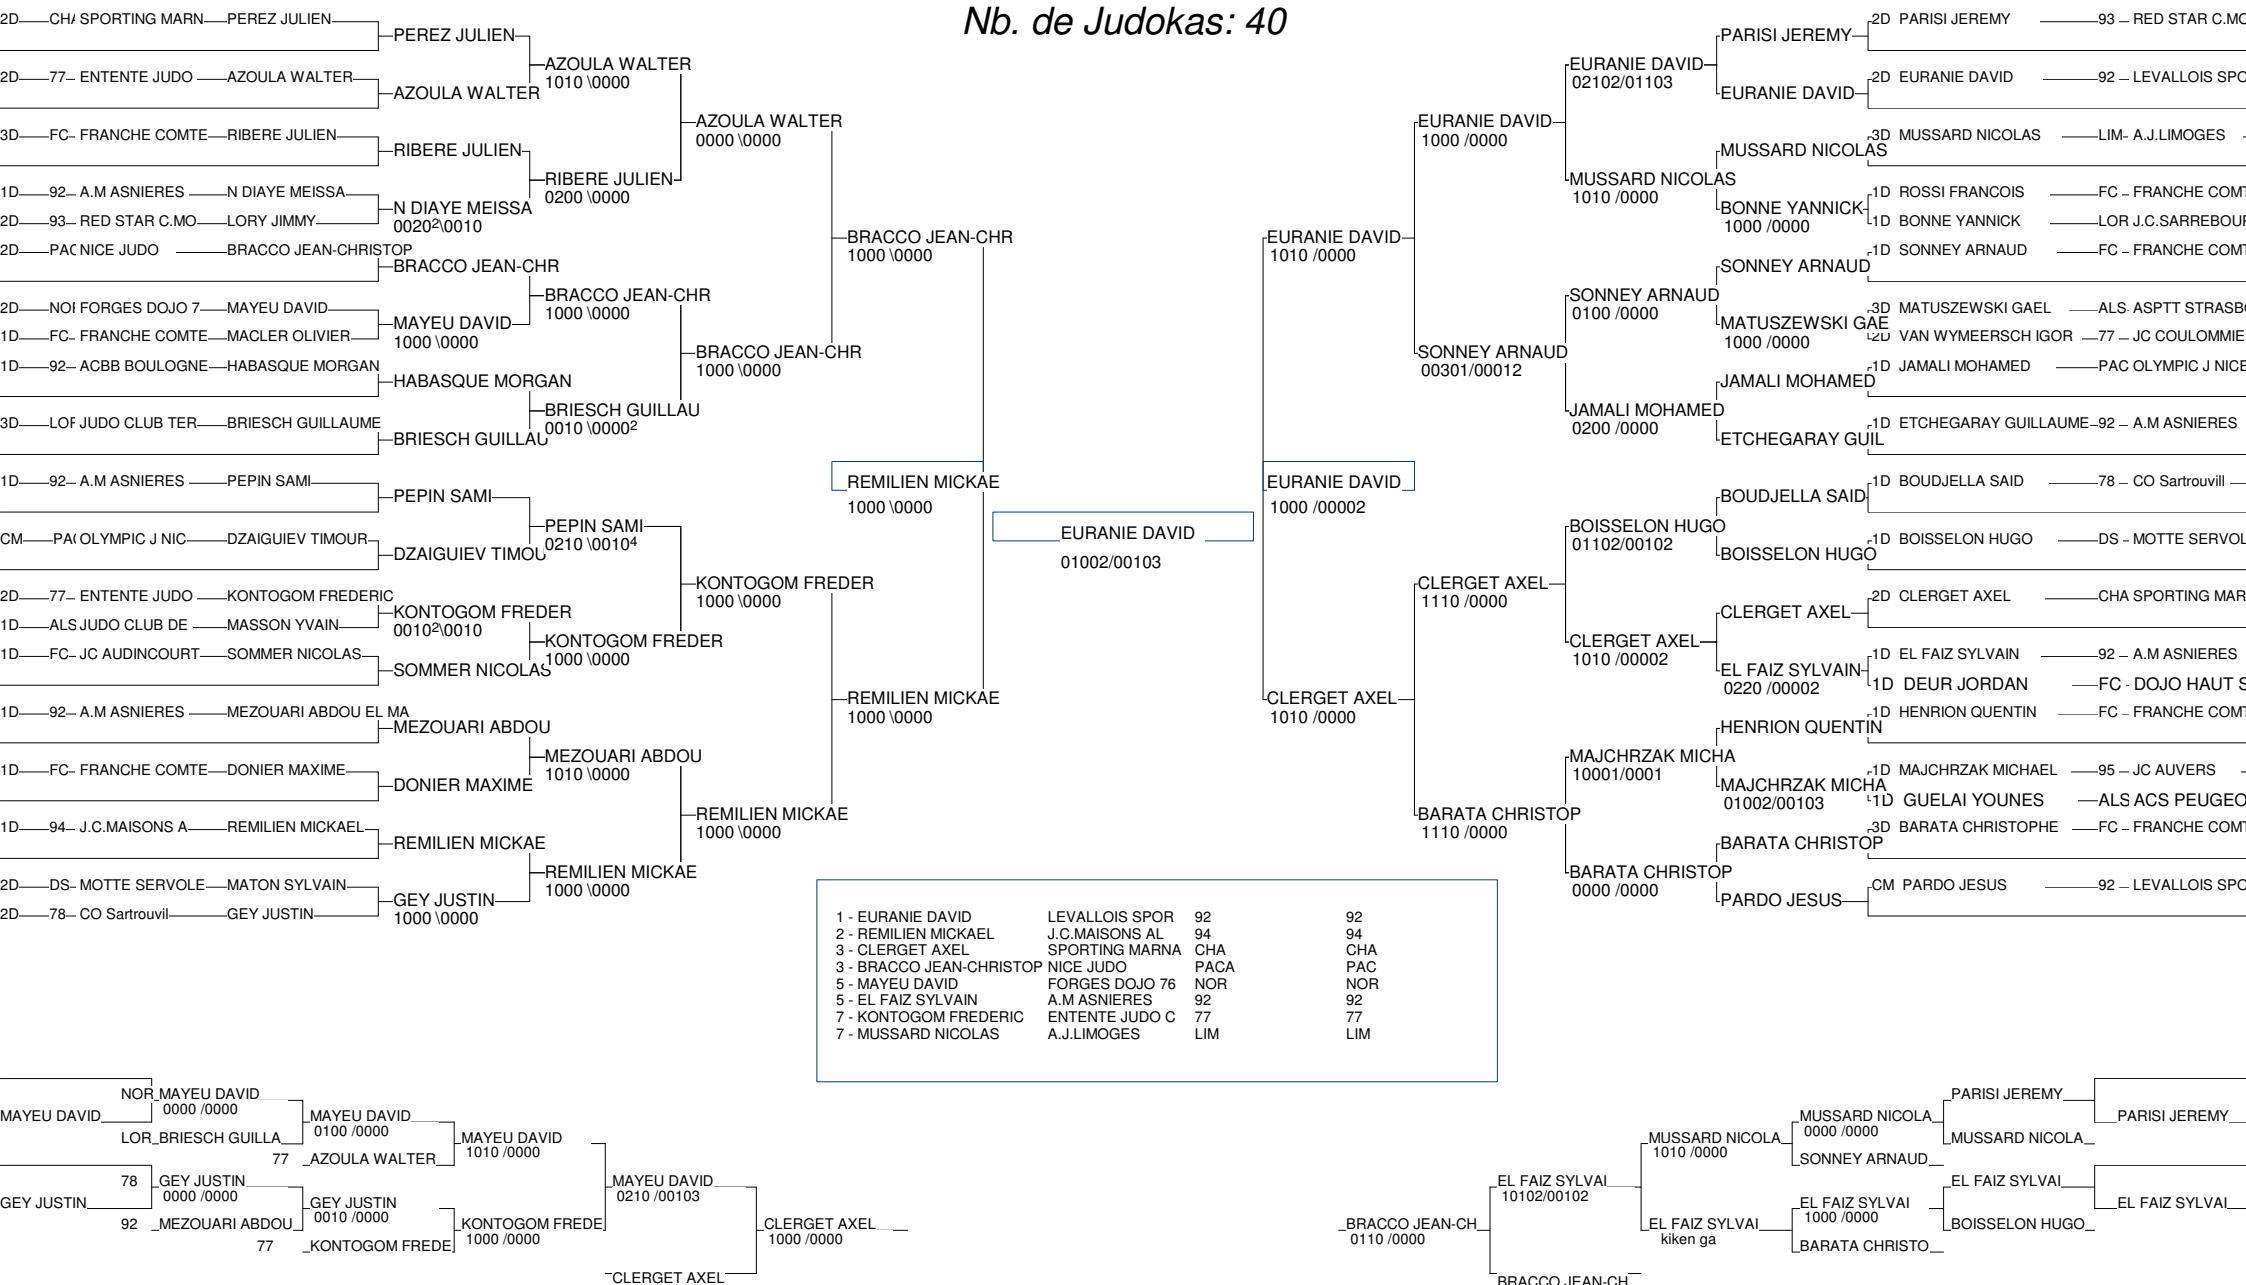 Nb. de Judokas: 40
2D CHA SPORTING MARN PEREZ JULIEN
2D 77 ENTENTE JUDO AZOULA WALTER
3D FC FRANCHE COMTE RIBERE JULIEN
1D 92 A.M ASNIERES N DIAYE MEISSA
2D 93 RED STAR C.MO LORY JIMMY
2D PAC NICE JUDO BRACCO JEAN-CHRISTOP
2D NOR FORGES DOJO 7 MAYEU DAVID
1D FC FRANCHE COMTE MACLER OLIVIER
1D 92 ACBB BOULOGNE HABASQUE MORGAN
3D LOR JUDO CLUB TER BRIESCH GUILLAUME
1D 92 A.M ASNIERES PEPIN SAMI
CM PAC OLYMPIC J NIC DZAIGUIEV TIMOUR
2D 77 ENTENTE JUDO KONTOGOM FREDERIC
1D ALS JUDO CLUB DE MASSON YVAIN
1D FC JC AUDINCOURT SOMMER NICOLAS
1D 92 A.M ASNIERES MEZOUARI ABDOU EL MA
1D FC FRANCHE COMTE DONIER MAXIME
1D 94 J.C.MAISONS A REMILIEN MICKAEL
2D DS MOTTE SERVOLE MATON SYLVAIN
2D 78 CO Sartrouvil GEY JUSTIN
PEREZ JULIEN
AZOULA WALTER
RIBERE JULIEN
N DIAYE MEISSA
0020²\0010
BRACCO JEAN-CHR
MAYEU DAVID
1000 \0000
HABASQUE MORGAN
BRIESCH GUILLAU
PEPIN SAMI
DZAIGUIEV TIMOU
KONTOGOM FREDER
0010²\0010
SOMMER NICOLAS
MEZOUARI ABDOU
DONIER MAXIME
REMILIEN MICKAE
GEY JUSTIN
1000 \0000
AZOULA WALTER
1010 \0000
RIBERE JULIEN
0200 \0000
BRACCO JEAN-CHR
1000 \0000
BRIESCH GUILLAU
0010 \0000²
PEPIN SAMI
0210 \0010⁴
KONTOGOM FREDER
1000 \0000
MEZOUARI ABDOU
1010 \0000
REMILIEN MICKAE
1000 \0000
AZOULA WALTER
0000 \0000
BRACCO JEAN-CHR
1000 \0000
KONTOGOM FREDER
1000 \0000
REMILIEN MICKAE
1000 \0000
BRACCO JEAN-CHR
1000 \0000
REMILIEN MICKAE
1000 \0000
REMILIEN MICKAE
1000 \0000
EURANIE DAVID
01002/00103
EURANIE DAVID
1000 /00002
EURANIE DAVID
1010 /0000
CLERGET AXEL
1010 /0000
EURANIE DAVID
1000 /0000
SONNEY ARNAUD
00301/00012
CLERGET AXEL
1110 /0000
BARATA CHRISTOP
1110 /0000
EURANIE DAVID
02102/01103
MUSSARD NICOLAS
1010 /0000
SONNEY ARNAUD
0100 /0000
JAMALI MOHAMED
0200 /0000
BOISSELON HUGO
01102/00102
CLERGET AXEL
1010 /00002
MAJCHRZAK MICHA
10001/0001
BARATA CHRISTOP
0000 /0000
PARISI JEREMY
EURANIE DAVID
MUSSARD NICOLAS
BONNE YANNICK
1000 /0000
SONNEY ARNAUD
MATUSZEWSKI GAE
1000 /0000
JAMALI MOHAMED
ETCHEGARAY GUIL
BOUDJELLA SAID
BOISSELON HUGO
CLERGET AXEL
EL FAIZ SYLVAIN
0220 /00002
HENRION QUENTIN
MAJCHRZAK MICHA
01002/00103
BARATA CHRISTOP
PARDO JESUS
2D PARISI JEREMY 93 RED STAR C.MO
2D EURANIE DAVID 92 LEVALLOIS SPO
3D MUSSARD NICOLAS LIM A.J.LIMOGES
1D ROSSI FRANCOIS FC FRANCHE COMT
1D BONNE YANNICK LOR J.C.SARREBOUR
1D SONNEY ARNAUD FC FRANCHE COMT
3D MATUSZEWSKI GAEL ALS ASPTT STRASBO
2D VAN WYMEERSCH IGOR 77 JC COULOMMIE
1D JAMALI MOHAMED PAC OLYMPIC J NICE
1D ETCHEGARAY GUILLAUME 92 A.M ASNIERES
1D BOUDJELLA SAID 78 CO Sartrouvill
1D BOISSELON HUGO DS MOTTE SERVOL
2D CLERGET AXEL CHA SPORTING MAR
1D EL FAIZ SYLVAIN 92 A.M ASNIERES
1D DEUR JORDAN FC - DOJO HAUT S
1D HENRION QUENTIN FC FRANCHE COMT
1D MAJCHRZAK MICHAEL 95 JC AUVERS
1D GUELAI YOUNES ALS ACS PEUGEO
3D BARATA CHRISTOPHE FC FRANCHE COMT
CM PARDO JESUS 92 LEVALLOIS SPO
1 - EURANIE DAVID LEVALLOIS SPOR 92 92
2 - REMILIEN MICKAEL J.C.MAISONS AL 94 94
3 - CLERGET AXEL SPORTING MARNA CHA CHA
3 - BRACCO JEAN-CHRISTOP NICE JUDO PACA PAC
5 - MAYEU DAVID FORGES DOJO 76 NOR NOR
5 - EL FAIZ SYLVAIN A.M ASNIERES 92 92
7 - KONTOGOM FREDERIC ENTENTE JUDO C 77 77
7 - MUSSARD NICOLAS A.J.LIMOGES LIM LIM
MAYEU DAVID
GEY JUSTIN
NOR MAYEU DAVID
0000 /0000
LOR BRIESCH GUILLA
78 GEY JUSTIN
0000 /0000
92 MEZOUARI ABDOU
MAYEU DAVID
0100 /0000
77 AZOULA WALTER
GEY JUSTIN
0010 /0000
77 KONTOGOM FREDE
MAYEU DAVID
1010 /0000
KONTOGOM FREDE
1000 /0000
MAYEU DAVID
0210 /00103
CLERGET AXEL
CLERGET AXEL
1000 /0000
BRACCO JEAN-CH
0110 /0000
EL FAIZ SYLVAI
10102/00102
BRACCO JEAN-CH
MUSSARD NICOLA
1010 /0000
EL FAIZ SYLVAI
kiken ga
MUSSARD NICOLA
0000 /0000
SONNEY ARNAUD
EL FAIZ SYLVAI
1000 /0000
BARATA CHRISTO
PARISI JEREMY
MUSSARD NICOLA
EL FAIZ SYLVAI
BOISSELON HUGO
PARISI JEREMY
EL FAIZ SYLVAI